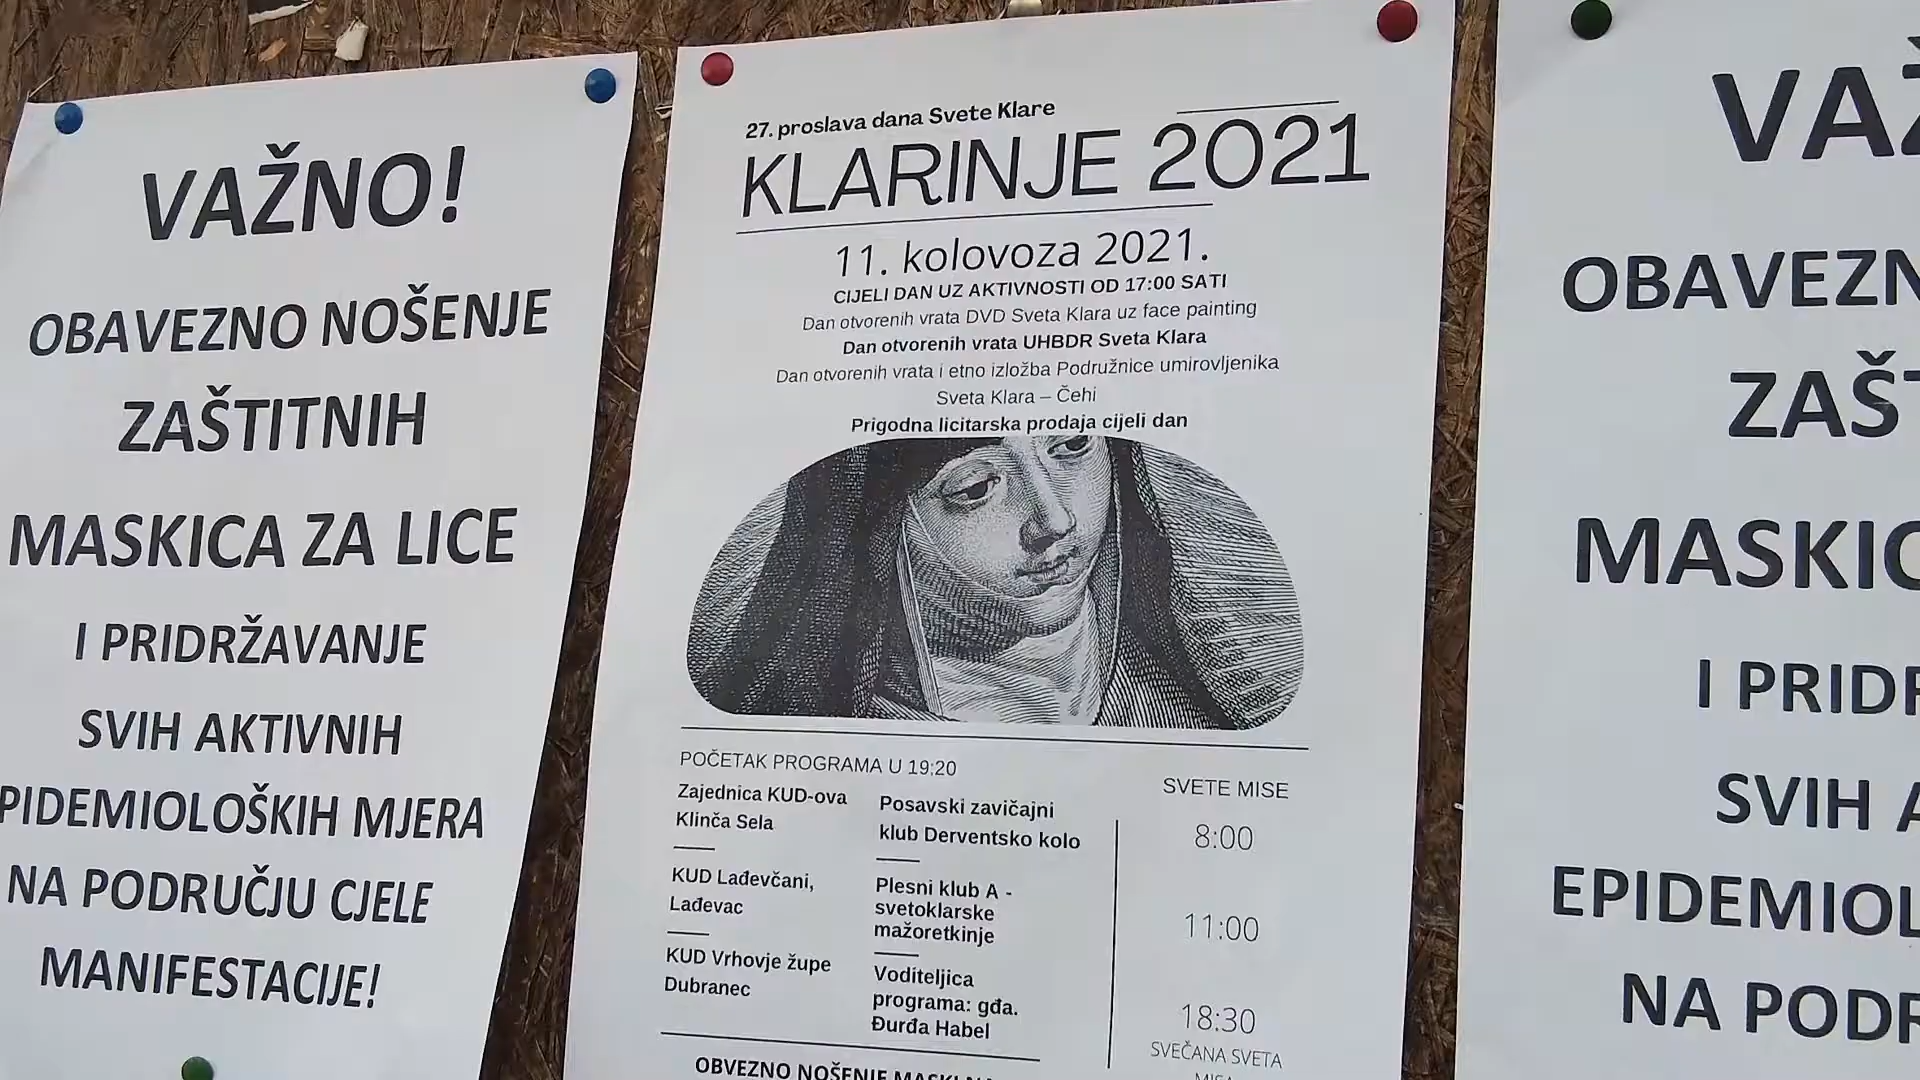 VAŽNO!
OBAVEZNO NOŠENJE
ZAŠTITNIH
MASKICA ZA LICE
I PRIDRŽAVANJE
SVIH AKTIVNIH
PIDEMIOLOŠKIH MJERA
NA PODRUČJU CJELE
MANIFESTACIJE!
27. proslava dana Svete Klare
KLARINJE 2021
11. kolovoza 2021.
CIJELI DAN UZ AKTIVNOSTI OD 17:00 SATI
Dan otvorenih vrata DVD Sveta Klara uz face painting
Dan otvorenih vrata UHBDR Sveta Klara
Dan otvorenih vrata i etno izložba Podružnice umirovljenika
Sveta Klara – Čehi
Prigodna licitarska prodaja cijeli dan
POČETAK PROGRAMA U 19:20
Zajednica KUD-ova
Klinča Sela
KUD Lađevčani,
Lađevac
KUD Vrhovje župe
Dubranec
Posavski zavičajni
klub Derventsko kolo
Plesni klub A -
svetoklarske
mažoretkinje
Voditeljica
programa: gđa.
Đurđa Habel
SVETE MISE
8:00
11:00
18:30
SVEČANA SVETA
OBVEZNO NOŠENJE
VAŽ
OBAVEZN
ZAŠT
MASKIC
I PRIDR
SVIH A
EPIDEMIOL
NA PODR